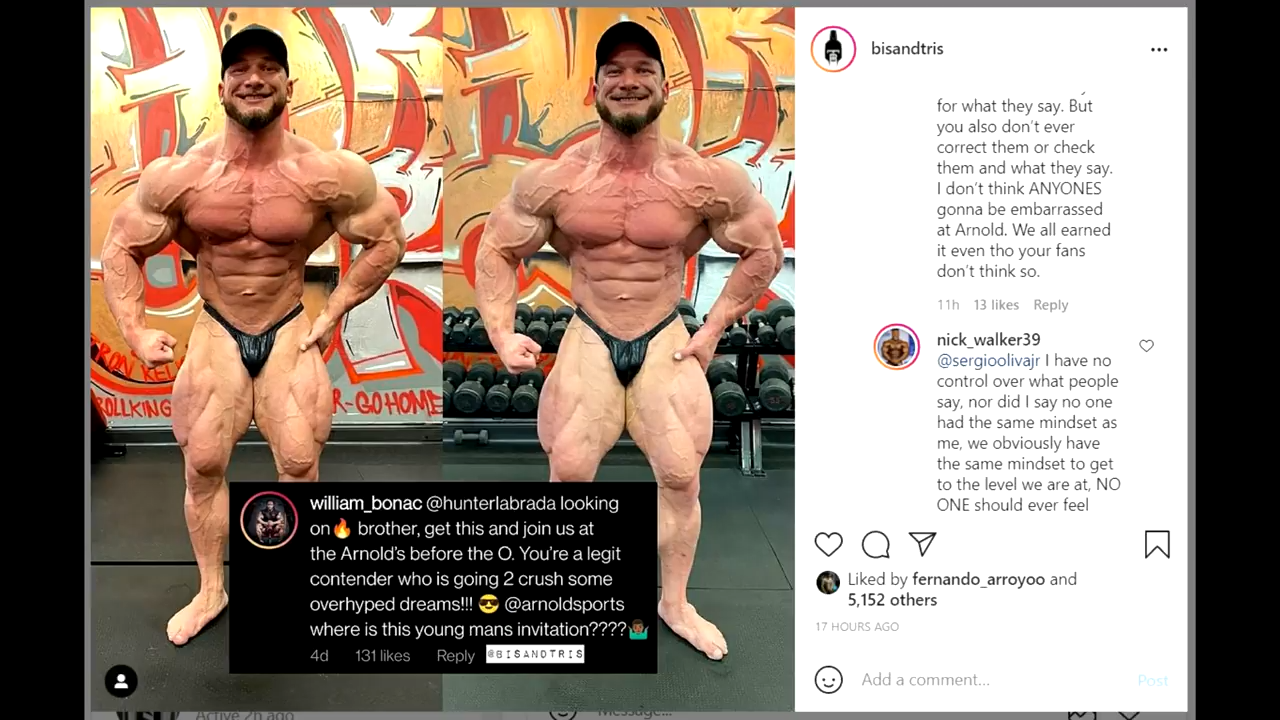 bisandtris
for what they say. But
you also don't ever
correct them or check
them and what they say.
I don't think ANYONES
gonna be embarrassed
at Arnold. We all earned
it even tho your fans
don't think so.
11h 13 likes Reply
nick_walker39
@sergioolivajr I have no
control over what people
say, nor did I say no one
had the same mindset as
me, we obviously have
the same mindset to get
to the level we are at, NO
ONE should ever feel
Liked by fernando_arroyoo and
5,152 others
17 HOURS AGO
Add a comment... Post
ROLLKING
R-GO HOME
william_bonac @hunterlabrada looking
on🔥 brother, get this and join us at
the Arnold's before the O. You're a legit
contender who is going 2 crush some
overhyped dreams!!! 😎 @arnoldsports
where is this young mans invitation????🤷🏾‍♂️
4d 131 likes Reply @BISANDTRIS
Active 2h ago
Message...